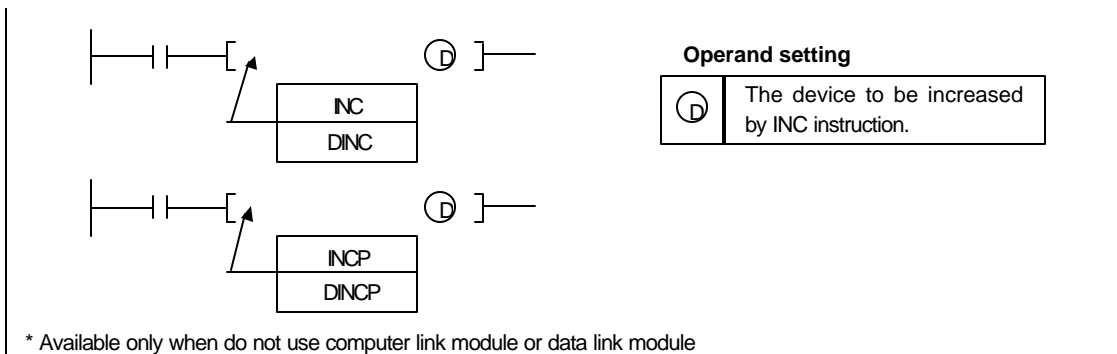 D
INC
DINC
Operand setting
D
The device to be increased
by INC instruction.
D
INCP
DINCP
* Available only when do not use computer link module or data link module